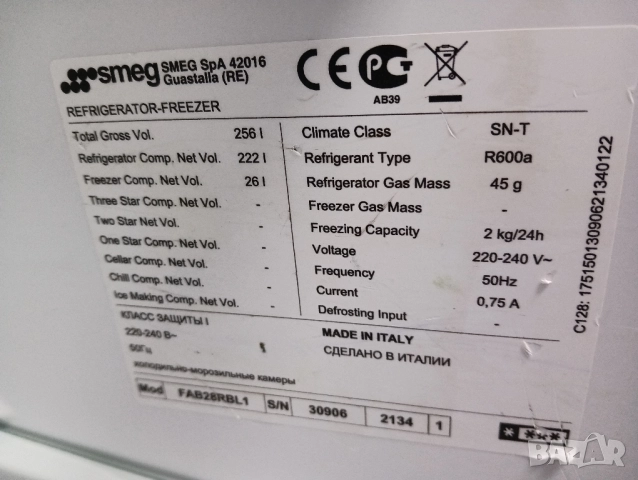 smeg SMEG SpA 42016
Guastalla (RE)
CE
AB39
REFRIGERATOR-FREEZER
Total Gross Vol. 256 l
Refrigerator Comp. Net Vol. 222 l
Freezer Comp. Net Vol. 26 l
Three Star Comp. Net Vol. -
Two Star Net Vol. -
One Star Comp. Net Vol. -
Cellar Comp. Net Vol. -
Chill Comp. Net Vol. -
Ice Making Comp. Net Vol. -
КЛАСС ЗАЩИТЫ I
220-240 В~
50Гц
холодильно-морозильные камеры
Climate Class SN-T
Refrigerant Type R600a
Refrigerator Gas Mass 45 g
Freezer Gas Mass -
Freezing Capacity 2 kg/24h
Voltage 220-240 V~
Frequency 50Hz
Current 0,75 A
Defrosting Input -
MADE IN ITALY
СДЕЛАНО В ИТАЛИИ
Mod FAB28RBL1 S/N 30906 2134 1
C128: 17515013090621340122
BAZAR